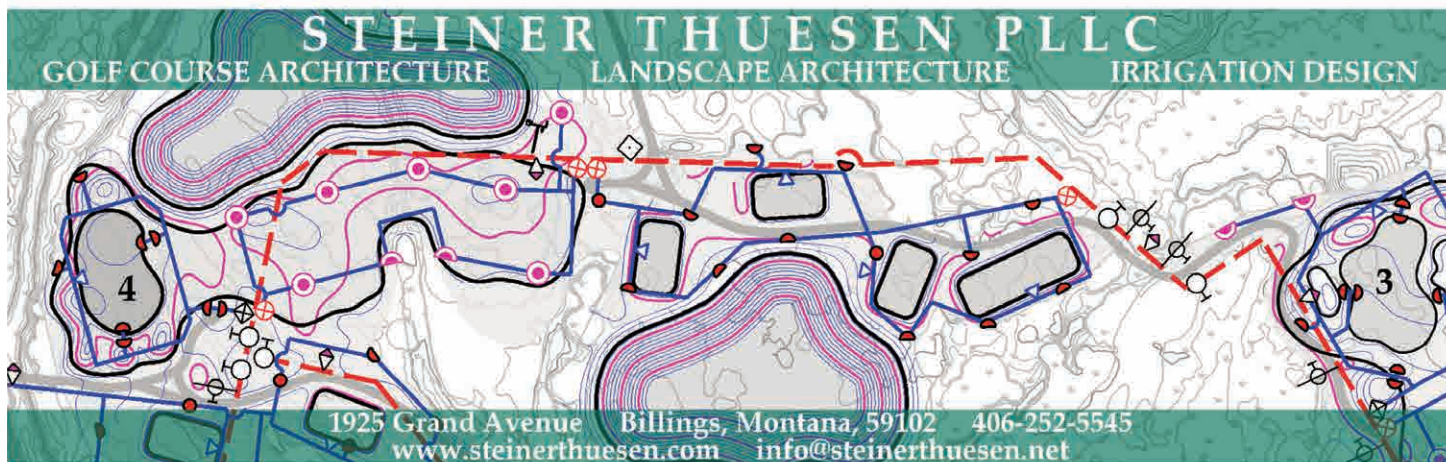 STEINER THUESEN PLLC
GOLF COURSE ARCHITECTURE LANDSCAPE ARCHITECTURE IRRIGATION DESIGN
4
3
1925 Grand Avenue Billings, Montana, 59102 406-252-5545
www.steinerthuesen.com info@steinerthuesen.net